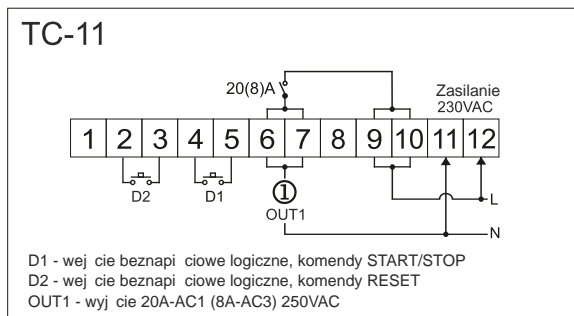 TC-11
20(8)A
Zasilanie
230VAC
1 2 3 4 5 6 7 8 9 10 11 12
D2
D1
1
OUT1
L
N
D1 - wej cie beznapi ciowe logiczne, komendy START/STOP
D2 - wej cie beznapi ciowe logiczne, komendy RESET
OUT1 - wyj cie 20A-AC1 (8A-AC3) 250VAC